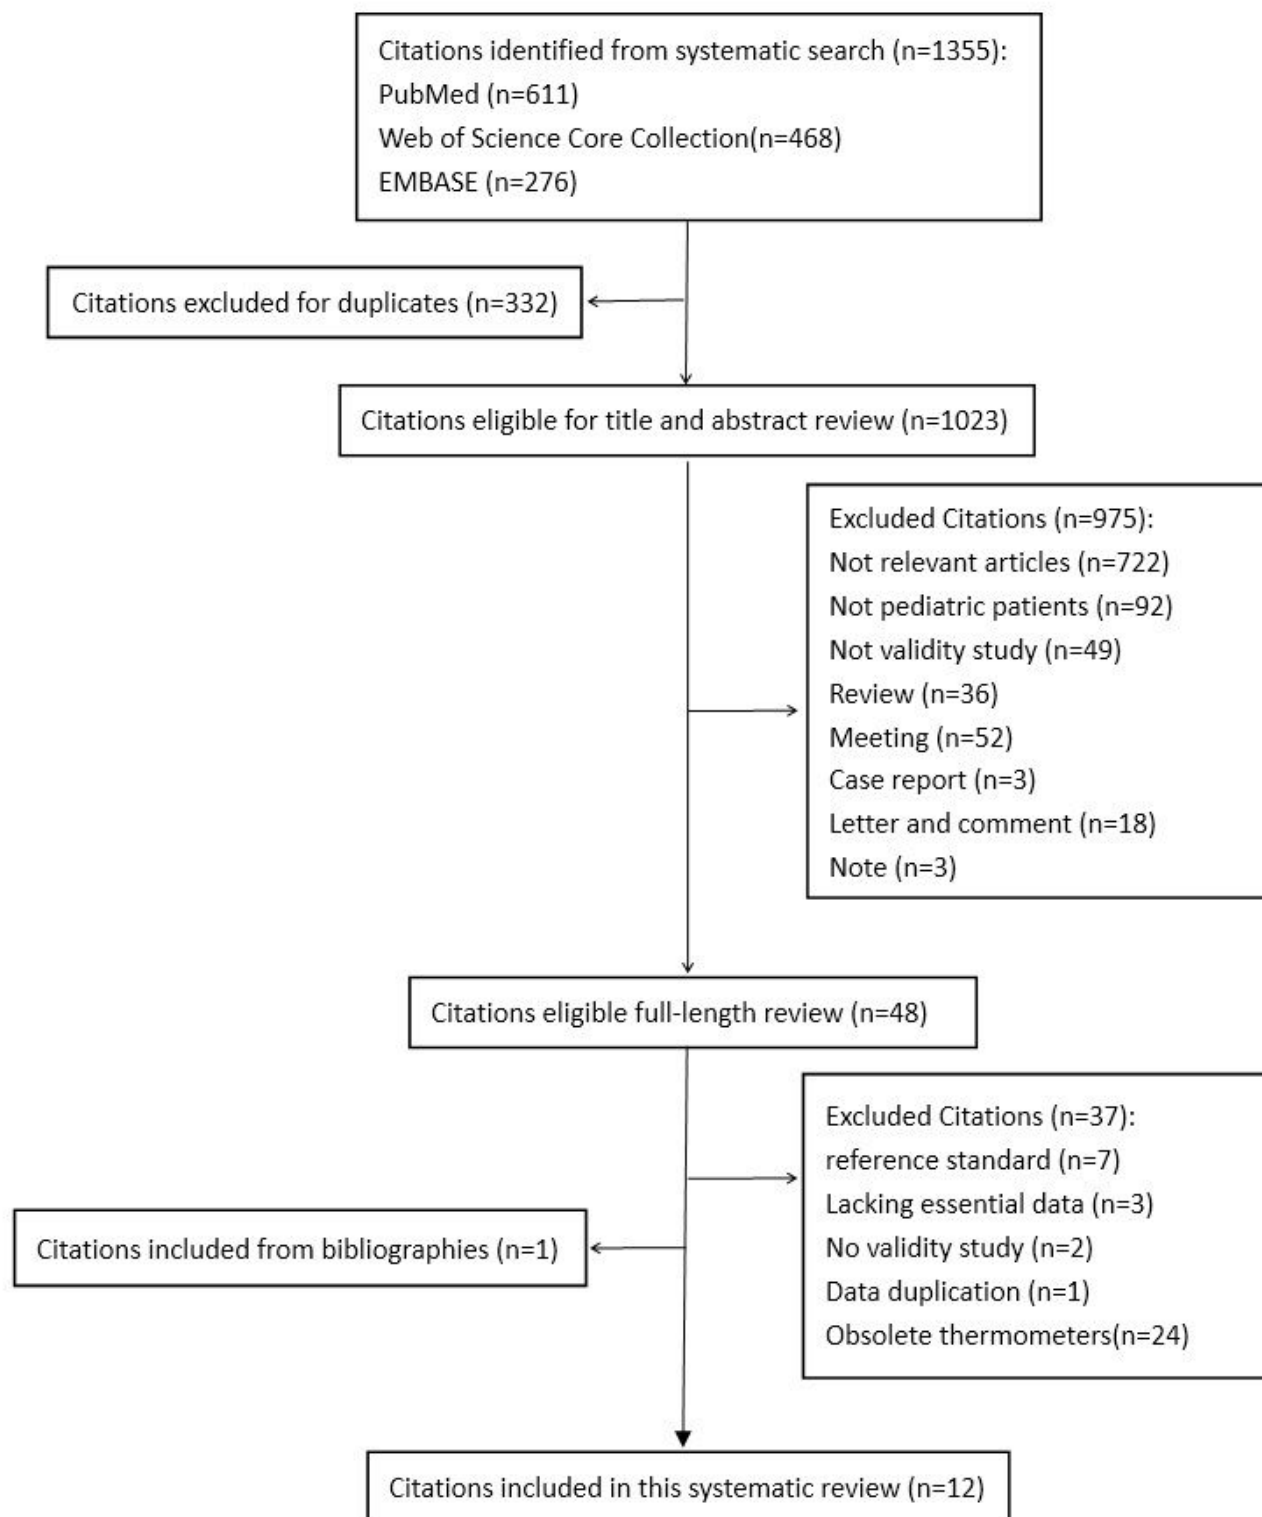 Citations identified from systematic search (n=1355):
PubMed (n=611)
Web of Science Core Collection(n=468)
EMBASE (n=276)
Citations excluded for duplicates (n=332)
Citations eligible for title and abstract review (n=1023)
Excluded Citations (n=975):
Not relevant articles (n=722)
Not pediatric patients (n=92)
Not validity study (n=49)
Review (n=36)
Meeting (n=52)
Case report (n=3)
Letter and comment (n=18)
Note (n=3)
Citations eligible full-length review (n=48)
Excluded Citations (n=37):
reference standard (n=7)
Lacking essential data (n=3)
No validity study (n=2)
Data duplication (n=1)
Obsolete thermometers(n=24)
Citations included from bibliographies (n=1)
Citations included in this systematic review (n=12)